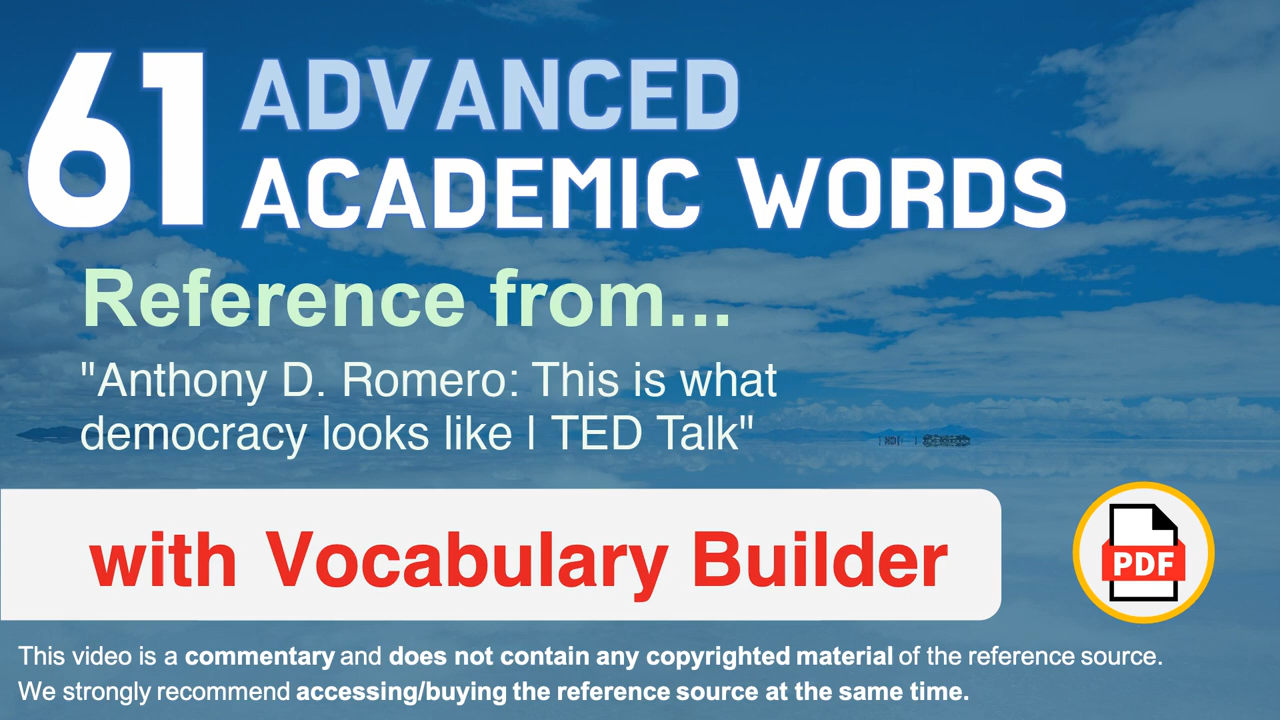 61 ADVANCED
ACADEMIC WORDS
Reference from...
"Anthony D. Romero: This is what
democracy looks like | TED Talk"
with Vocabulary Builder
PDF
This video is a commentary and does not contain any copyrighted material of the reference source.
We strongly recommend accessing/buying the reference source at the same time.